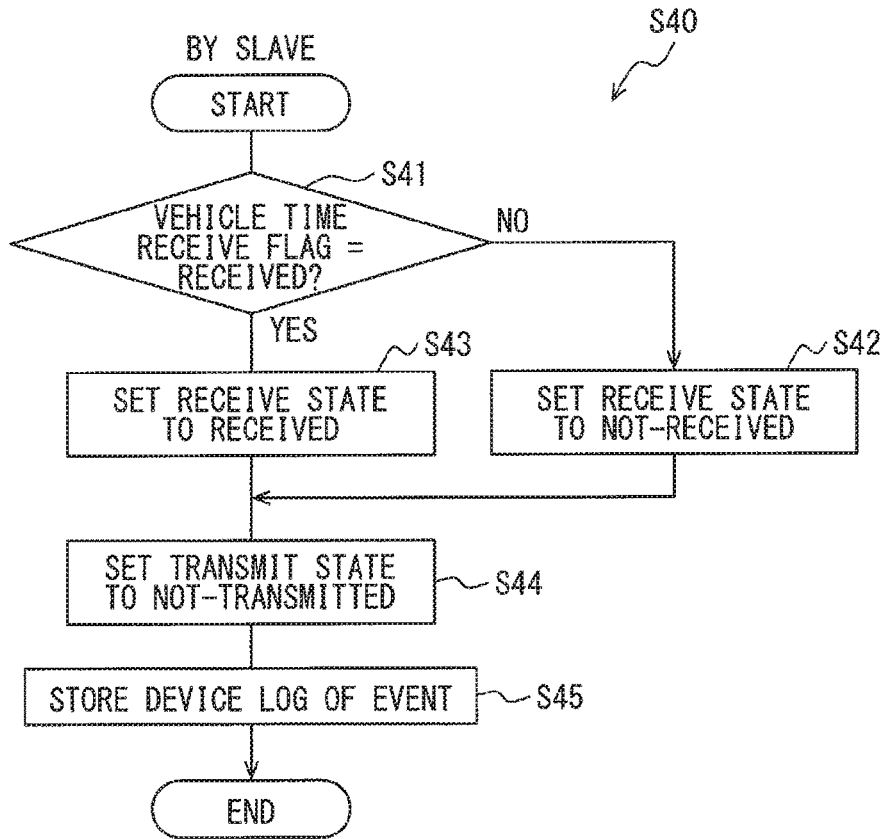 S40
BY SLAVE
START
S41
VEHICLE TIME
RECEIVE FLAG =
RECEIVED?
NO
YES
S43
SET RECEIVE STATE
TO RECEIVED
S42
SET RECEIVE STATE
TO NOT-RECEIVED
SET TRANSMIT STATE
TO NOT-TRANSMITTED
S44
STORE DEVICE LOG OF EVENT
S45
END